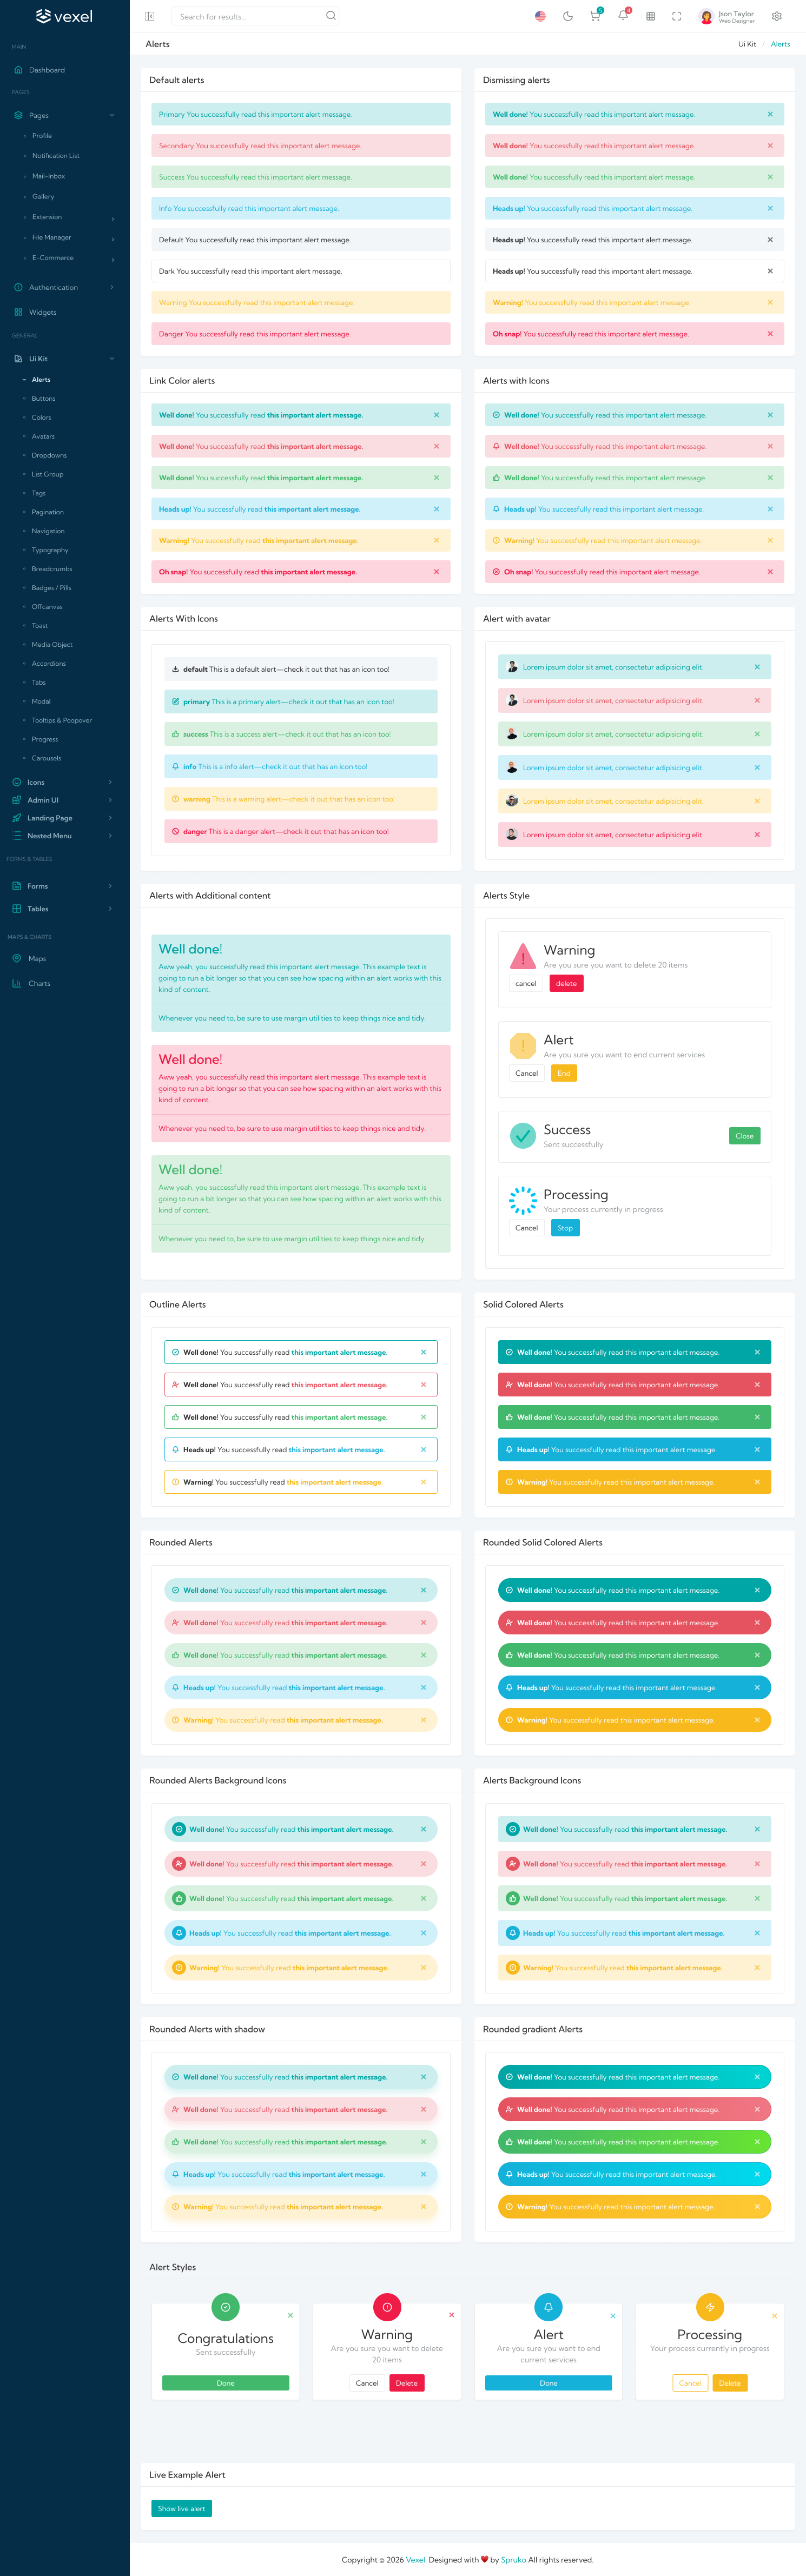 vexel
Search for results...
5
4
Json Taylor
Web Designer
MAIN
Dashboard
PAGES
Pages
Profile
Notification List
Mail-Inbox
Gallery
Extension
File Manager
E-Commerce
Authentication
Widgets
GENERAL
Ui Kit
Alerts
Buttons
Colors
Avatars
Dropdowns
List Group
Tags
Pagination
Navigation
Typography
Breadcrumbs
Badges / Pills
Offcanvas
Toast
Media Object
Accordions
Tabs
Modal
Tooltips & Poopover
Progress
Carousels
Icons
Admin UI
Landing Page
Nested Menu
FORMS & TABLES
Forms
Tables
MAPS & CHARTS
Maps
Charts
Alerts
Ui Kit / Alerts
Default alerts
Primary You successfully read this important alert message.
Secondary You successfully read this important alert message.
Success You successfully read this important alert message.
Info You successfully read this important alert message.
Default You successfully read this important alert message.
Dark You successfully read this important alert message.
Warning You successfully read this important alert message.
Danger You successfully read this important alert message.
Dismissing alerts
Well done! You successfully read this important alert message.
Well done! You successfully read this important alert message.
Well done! You successfully read this important alert message.
Heads up! You successfully read this important alert message.
Heads up! You successfully read this important alert message.
Heads up! You successfully read this important alert message.
Warning! You successfully read this important alert message.
Oh snap! You successfully read this important alert message.
Link Color alerts
Well done! You successfully read this important alert message.
Well done! You successfully read this important alert message.
Well done! You successfully read this important alert message.
Heads up! You successfully read this important alert message.
Warning! You successfully read this important alert message.
Oh snap! You successfully read this important alert message.
Alerts with Icons
Well done! You successfully read this important alert message.
Well done! You successfully read this important alert message.
Well done! You successfully read this important alert message.
Heads up! You successfully read this important alert message.
Warning! You successfully read this important alert message.
Oh snap! You successfully read this important alert message.
Alerts With Icons
default This is a default alert—check it out that has an icon too!
primary This is a primary alert—check it out that has an icon too!
success This is a success alert—check it out that has an icon too!
info This is a info alert—check it out that has an icon too!
warning This is a warning alert—check it out that has an icon too!
danger This is a danger alert—check it out that has an icon too!
Alert with avatar
Lorem ipsum dolor sit amet, consectetur adipisicing elit.
Lorem ipsum dolor sit amet, consectetur adipisicing elit.
Lorem ipsum dolor sit amet, consectetur adipisicing elit.
Lorem ipsum dolor sit amet, consectetur adipisicing elit.
Lorem ipsum dolor sit amet, consectetur adipisicing elit.
Lorem ipsum dolor sit amet, consectetur adipisicing elit.
Alerts with Additional content
Well done!
Aww yeah, you successfully read this important alert message. This example text is
going to run a bit longer so that you can see how spacing within an alert works with this
kind of content.
Whenever you need to, be sure to use margin utilities to keep things nice and tidy.
Well done!
Aww yeah, you successfully read this important alert message. This example text is
going to run a bit longer so that you can see how spacing within an alert works with this
kind of content.
Whenever you need to, be sure to use margin utilities to keep things nice and tidy.
Well done!
Aww yeah, you successfully read this important alert message. This example text is
going to run a bit longer so that you can see how spacing within an alert works with this
kind of content.
Whenever you need to, be sure to use margin utilities to keep things nice and tidy.
Alerts Style
Warning
Are you sure you want to delete 20 items
cancel
delete
Alert
Are you sure you want to end current services
Cancel
End
Success
Sent successfully
Close
Processing
Your process currently in progress
Cancel
Stop
Outline Alerts
Well done! You successfully read this important alert message.
Well done! You successfully read this important alert message.
Well done! You successfully read this important alert message.
Heads up! You successfully read this important alert message.
Warning! You successfully read this important alert message.
Solid Colored Alerts
Well done! You successfully read this important alert message.
Well done! You successfully read this important alert message.
Well done! You successfully read this important alert message.
Heads up! You successfully read this important alert message.
Warning! You successfully read this important alert message.
Rounded Alerts
Well done! You successfully read this important alert message.
Well done! You successfully read this important alert message.
Well done! You successfully read this important alert message.
Heads up! You successfully read this important alert message.
Warning! You successfully read this important alert message.
Rounded Solid Colored Alerts
Well done! You successfully read this important alert message.
Well done! You successfully read this important alert message.
Well done! You successfully read this important alert message.
Heads up! You successfully read this important alert message.
Warning! You successfully read this important alert message.
Rounded Alerts Background Icons
Well done! You successfully read this important alert message.
Well done! You successfully read this important alert message.
Well done! You successfully read this important alert message.
Heads up! You successfully read this important alert message.
Warning! You successfully read this important alert message.
Alerts Background Icons
Well done! You successfully read this important alert message.
Well done! You successfully read this important alert message.
Well done! You successfully read this important alert message.
Heads up! You successfully read this important alert message.
Warning! You successfully read this important alert message.
Rounded Alerts with shadow
Well done! You successfully read this important alert message.
Well done! You successfully read this important alert message.
Well done! You successfully read this important alert message.
Heads up! You successfully read this important alert message.
Warning! You successfully read this important alert message.
Rounded gradient Alerts
Well done! You successfully read this important alert message.
Well done! You successfully read this important alert message.
Well done! You successfully read this important alert message.
Heads up! You successfully read this important alert message.
Warning! You successfully read this important alert message.
Alert Styles
Congratulations
Sent successfully
Done
Warning
Are you sure you want to delete
20 items
Cancel
Delete
Alert
Are you sure you want to end
current services
Done
Processing
Your process currently in progress
Cancel
Delete
Live Example Alert
Show live alert
Copyright © 2026 Vexel. Designed with ❤ by Spruko All rights reserved.